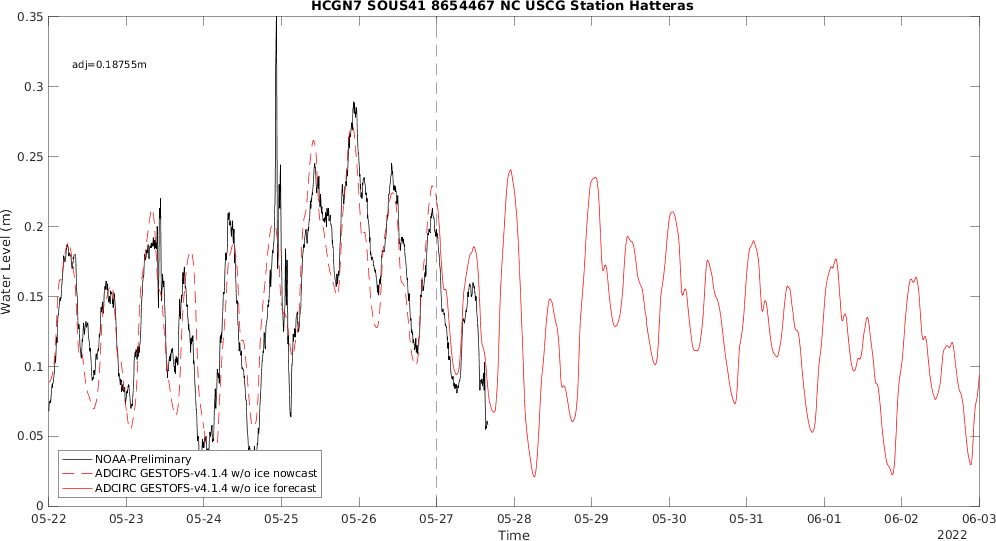 HCGN7 SOUS41 8654467 NC USCG Station Hatteras
adj=0.18755m
Water Level (m)
0.35
0.3
0.25
0.2
0.15
0.1
0.05
0
NOAA-Preliminary
ADCIRC GESTOFS-v4.1.4 w/o ice nowcast
ADCIRC GESTOFS-v4.1.4 w/o ice forecast
05-22 05-23 05-24 05-25 05-26 05-27 05-28 05-29 05-30 05-31 06-01 06-02 06-03
Time
2022